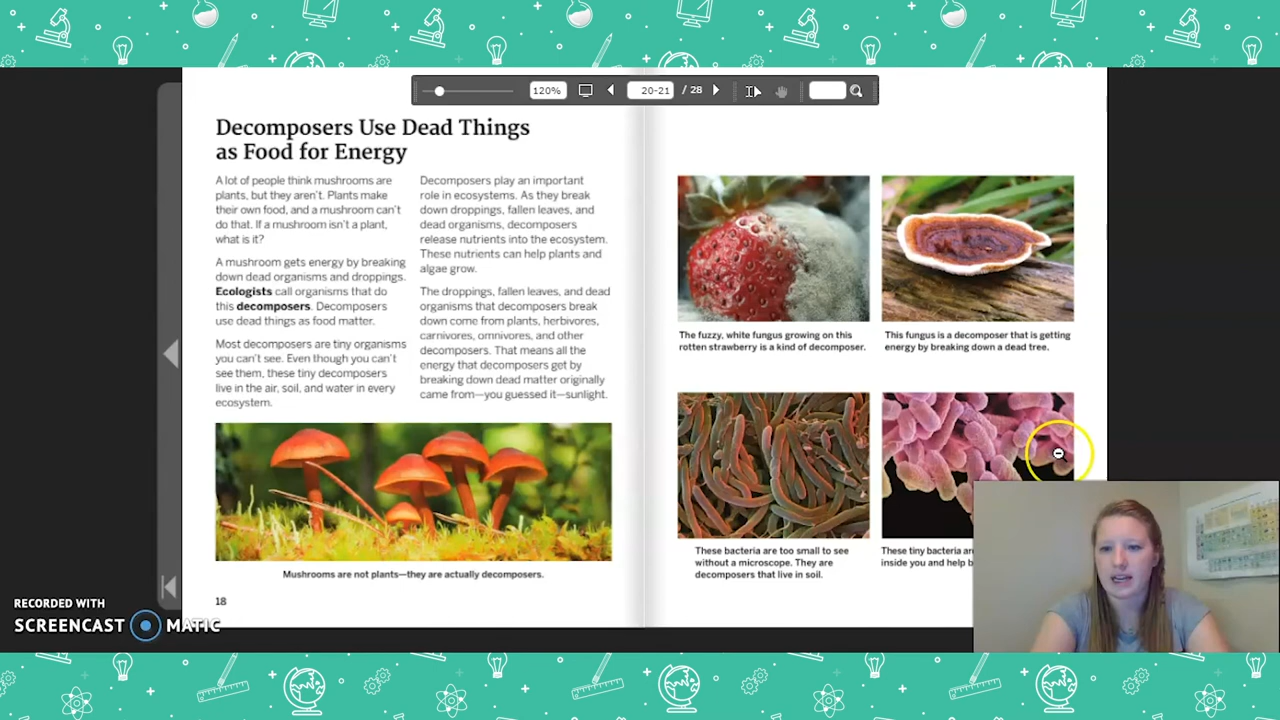 120%
20-21
/ 28
Decomposers Use Dead Things
as Food for Energy
A lot of people think mushrooms are
plants, but they aren't. Plants make
their own food, and a mushroom can't
do that. If a mushroom isn't a plant,
what is it?
A mushroom gets energy by breaking
down dead organisms and droppings.
Ecologists call organisms that do
this decomposers. Decomposers
use dead things as food matter.
Most decomposers are tiny organisms
you can't see. Even though you can't
see them, these tiny decomposers
live in the air, soil, and water in every
ecosystem.
Decomposers play an important
role in ecosystems. As they break
down droppings, fallen leaves, and
dead organisms, decomposers
release nutrients into the ecosystem.
These nutrients can help plants and
algae grow.
The droppings, fallen leaves, and dead
organisms that decomposers break
down come from plants, herbivores,
carnivores, omnivores, and other
decomposers. That means all the
energy that decomposers get by
breaking down dead matter originally
came from—you guessed it—sunlight.
Mushrooms are not plants—they are actually decomposers.
18
The fuzzy, white fungus growing on this
rotten strawberry is a kind of decomposer.
This fungus is a decomposer that is getting
energy by breaking down a dead tree.
These bacteria are too small to see
without a microscope. They are
decomposers that live in soil.
These tiny bacteria are
inside you and help b
RECORDED WITH
SCREENCAST MATIC